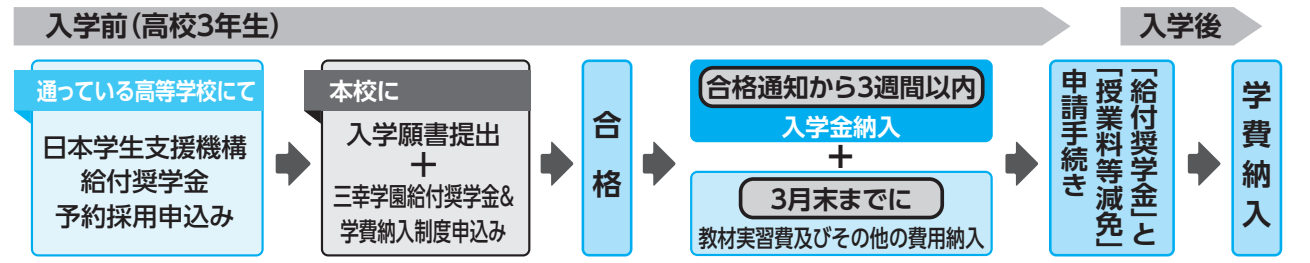 入学前(高校3年生)
入学後
通っている高等学校にて
日本学生支援機構
給付奨学金
予約採用申込み
本校に
入学願書提出
+
三幸学園給付奨学金&
学費納入制度申込み
合格
合格通知から3週間以内
入学金納入
+
3月末までに
教材実習費及びその他の費用納入
「給付奨学金」と
「授業料等減免」
申請手続き
学費納入